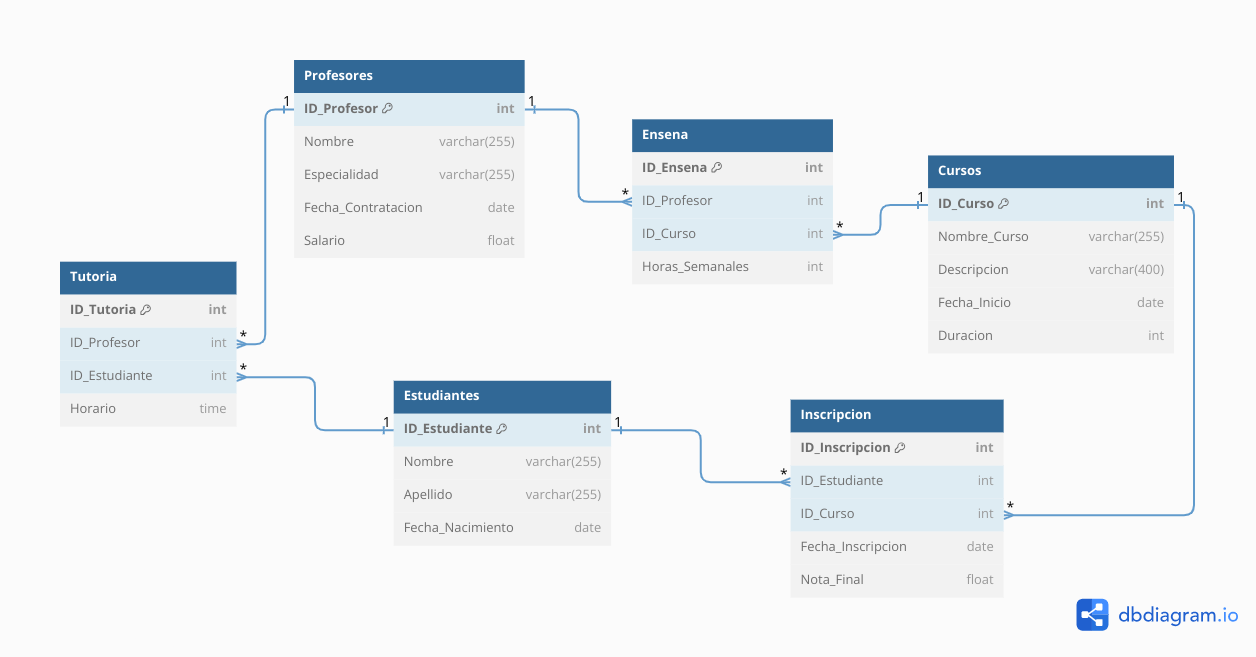 Profesores
1 ID_Profesor int 1
Nombre varchar(255)
Especialidad varchar(255)
Fecha_Contratacion date
Salario float
Ensena
ID_Ensena int
* ID_Profesor int
ID_Curso int *
Horas_Semanales int
Cursos
1 ID_Curso int 1
Nombre_Curso varchar(255)
Descripcion varchar(400)
Fecha_Inicio date
Duracion int
Tutoria
ID_Tutoria int
ID_Profesor int *
ID_Estudiante int *
Horario time
Estudiantes
1 ID_Estudiante int 1
Nombre varchar(255)
Apellido varchar(255)
Fecha_Nacimiento date
Inscripcion
ID_Inscripcion int
* ID_Estudiante int
ID_Curso int *
Fecha_Inscripcion date
Nota_Final float
dbdiagram.io